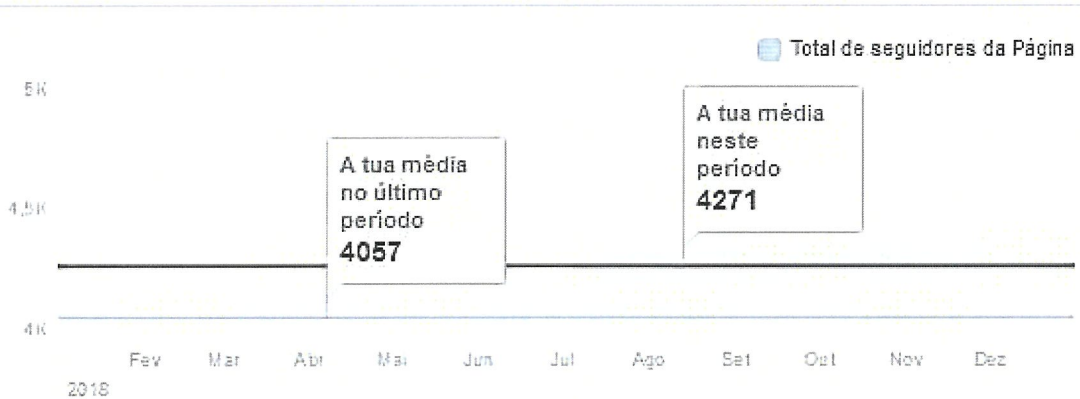 Total de seguidores da Página
5K
A tua média
neste
período
4271
A tua média
no último
período
4057
4,5K
4K
Fev Mar Abr Mai Jun Jul Ago Set Out Nov Dez
2018